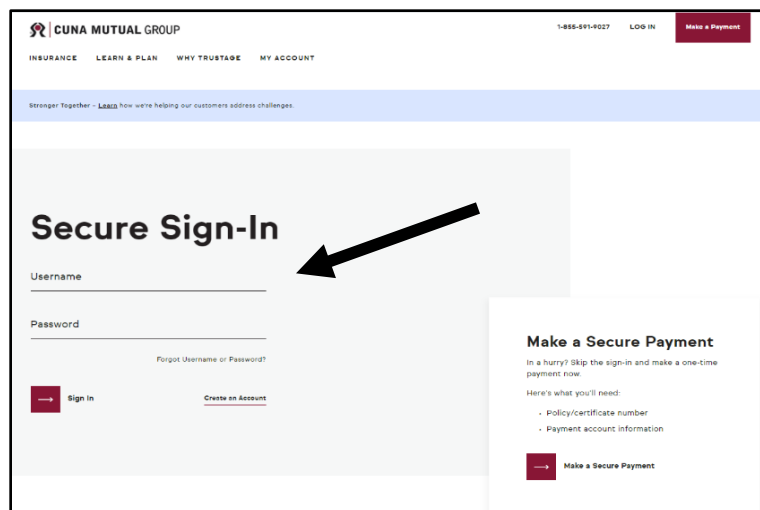 CUNA MUTUAL GROUP
1-855-591-9027 LOG IN Make a Payment
INSURANCE LEARN & PLAN WHY TRUSTAGE MY ACCOUNT
Stronger Together - Learn how we're helping our customers address challenges.
Secure Sign-In
Username
Password
Forgot Username or Password?
Sign In Create an Account
Make a Secure Payment
In a hurry? Skip the sign-in and make a one-time
payment now.
Here's what you'll need:
• Policy/certificate number
• Payment account information
Make a Secure Payment